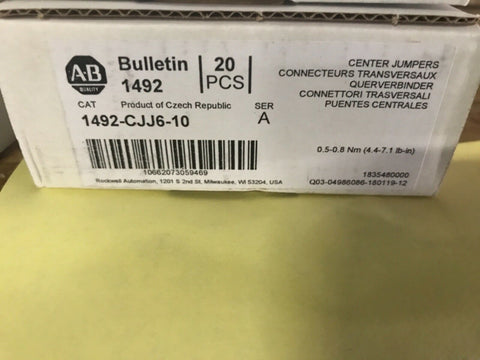 A·B
QUALITY
Bulletin
1492
20
PCS
CENTER JUMPERS
CONNECTEURS TRANSVERSAUX
QUERVERBINDER
CONNETTORI TRASVERSALI
PUENTES CENTRALES
CAT Product of Czech Republic SER
1492-CJJ6-10 A
0.5-0.8 Nm (4.4-7.1 lb-in)
10662073059469
1835480000
Rockwell Automation, 1201 S 2nd St, Milwaukee, WI 53204, USA
Q03-04986086-180119-12